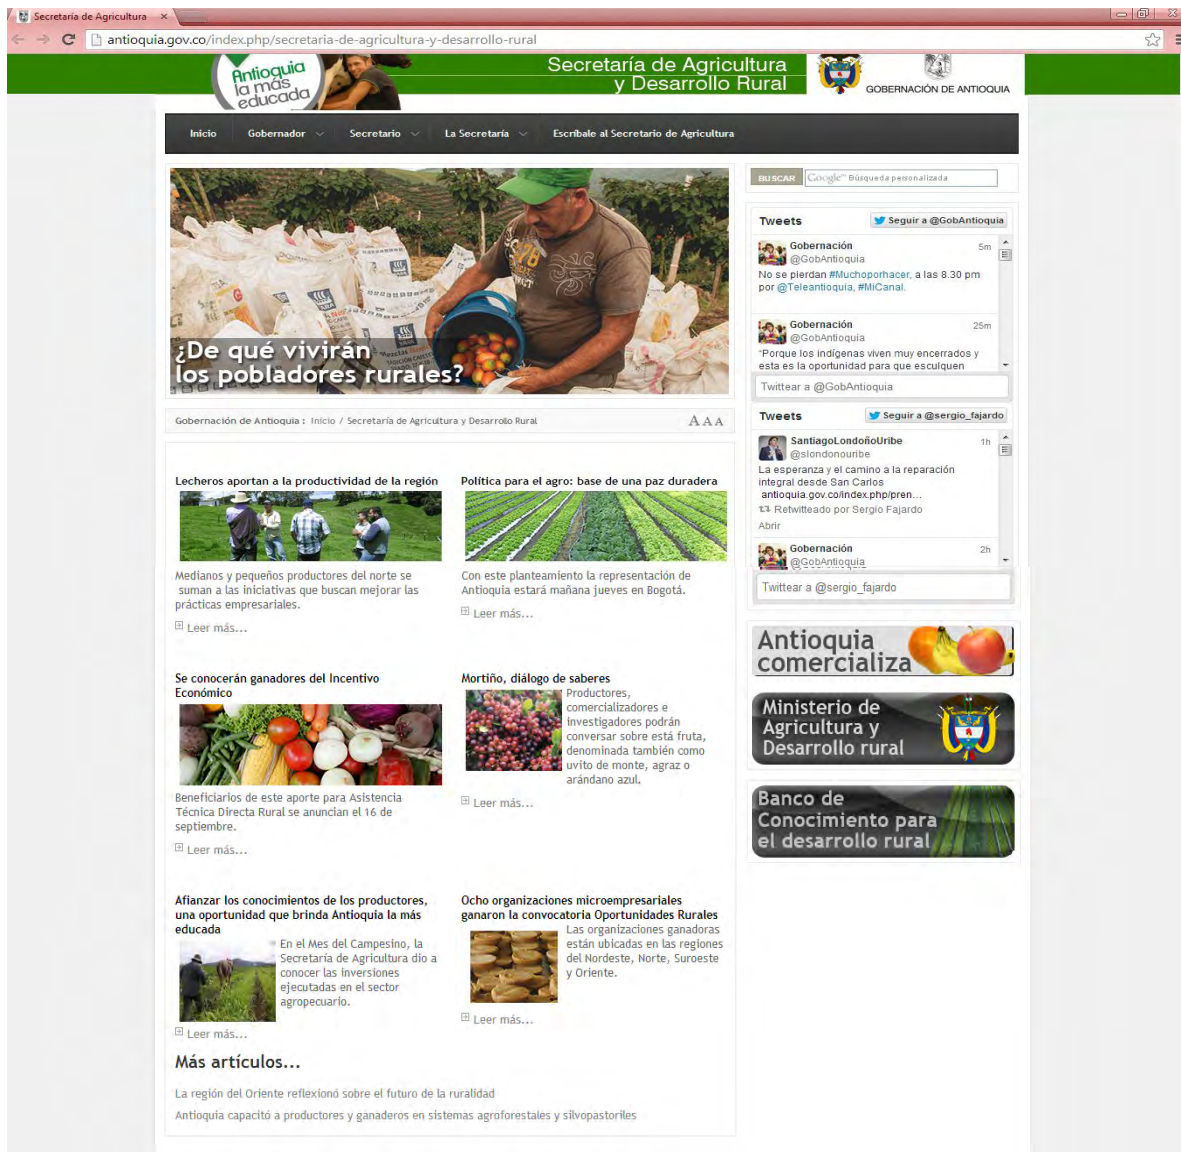 Secretaría de Agricultura
antioquia.gov.co/index.php/secretaria-de-agricultura-y-desarrollo-rural
Antioquia
la más
educada
Secretaría de Agricultura
y Desarrollo Rural
GOBERNACIÓN DE ANTIOQUIA
Inicio Gobernador Secretario La Secretaría Escríbale al Secretario de Agricultura
¿De qué vivirán
los pobladores rurales?
Gobernación de Antioquia : Inicio / Secretaría de Agricultura y Desarrollo Rural A A A
Lecheros aportan a la productividad de la región
Medianos y pequeños productores del norte se
suman a las iniciativas que buscan mejorar las
prácticas empresariales.
Leer más...
Política para el agro: base de una paz duradera
Con este planteamiento la representación de
Antioquia estará mañana jueves en Bogotá.
Leer más...
Se conocerán ganadores del Incentivo
Económico
Beneficiarios de este aporte para Asistencia
Técnica Directa Rural se anuncian el 16 de
septiembre.
Leer más...
Mortiño, diálogo de saberes
Productores,
comercializadores e
investigadores podrán
conversar sobre está fruta,
denominada también como
uvito de monte, agraz o
arándano azul.
Leer más...
Afianzar los conocimientos de los productores,
una oportunidad que brinda Antioquia la más
educada
En el Mes del Campesino, la
Secretaría de Agricultura dio a
conocer las inversiones
ejecutadas en el sector
agropecuario.
Leer más...
Ocho organizaciones microempresariales
ganaron la convocatoria Oportunidades Rurales
Las organizaciones ganadoras
están ubicadas en las regiones
del Nordeste, Norte, Suroeste
y Oriente.
Leer más...
Más artículos...
La región del Oriente reflexionó sobre el futuro de la ruralidad
Antioquia capacitó a productores y ganaderos en sistemas agroforestales y silvopastoriles
BUSCAR Google™ Búsqueda personalizada
Tweets Seguir a @GobAntioquia
Gobernación 5m
@GobAntioquia
No se pierdan #Muchoporhacer, a las 8.30 pm
por @Teleantioquia, #MiCanal.
Gobernación 25m
@GobAntioquia
"Porque los indígenas viven muy encerrados y
esta es la oportunidad para que esculquen
Twittear a @GobAntioquia
Tweets Seguir a @sergio_fajardo
SantiagoLondoñoUribe 1h
@slondonouribe
La esperanza y el camino a la reparación
integral desde San Carlos
antioquia.gov.co/index.php/pren...
Retwitteado por Sergio Fajardo
Abrir
Gobernación 2h
@GobAntioquia
Twittear a @sergio_fajardo
Antioquia
comercializa
Ministerio de
Agricultura y
Desarrollo rural
Banco de
Conocimiento para
el desarrollo rural